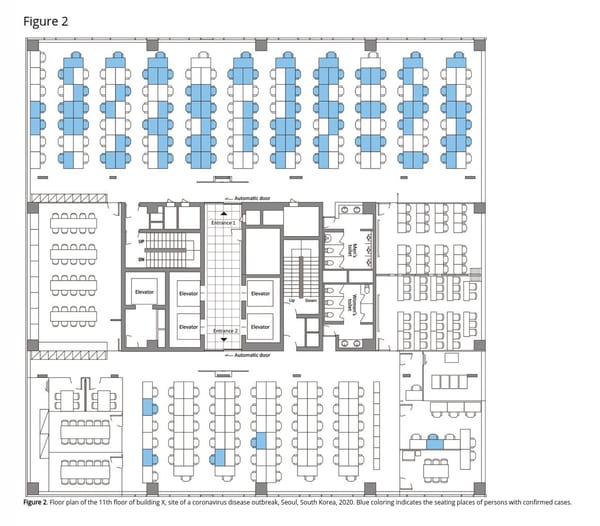 Figure 2
Automatic door
Entrance 1
UP
DN
Men's toilet
Elevator
Elevator
Elevator
Up Down
Women's toilet
Elevator
Entrance 2
Elevator
Automatic door
Figure 2. Floor plan of the 11th floor of building X, site of a coronavirus disease outbreak, Seoul, South Korea, 2020. Blue coloring indicates the seating places of persons with confirmed cases.